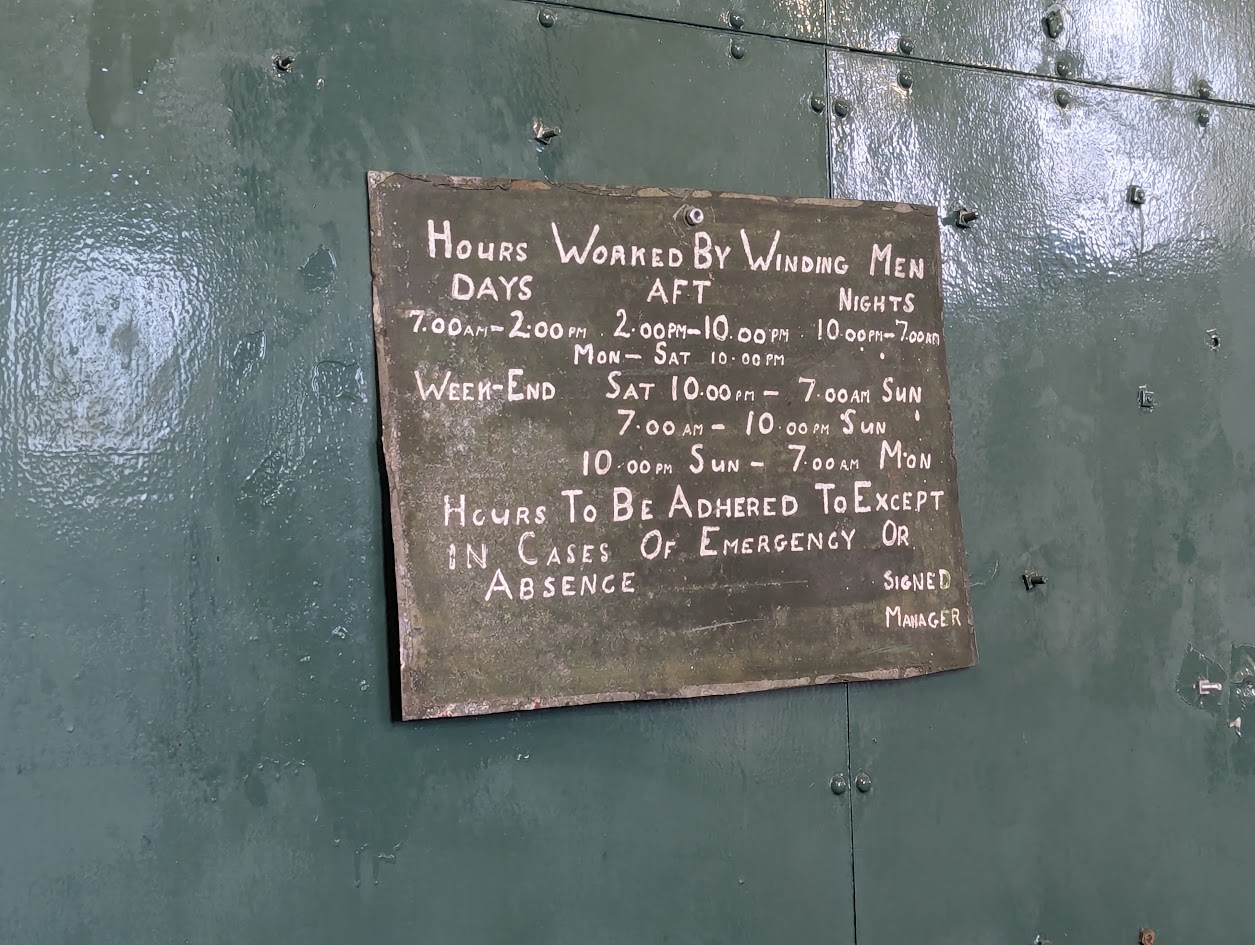 HOURS WORKED BY WINDING MEN
DAYS AFT NIGHTS
7.00AM-2.00PM . 2.00PM-10.00PM . 10.00PM-7.00AM
MON-SAT 10.00PM
WEEK-END SAT 10.00PM - 7.00AM SUN
7.00AM - 10.00PM SUN
10.00PM SUN - 7.00AM MON
HOURS TO BE ADHERED TO EXCEPT
IN CASES OF EMERGENCY OR
ABSENCE SIGNED
MANAGER